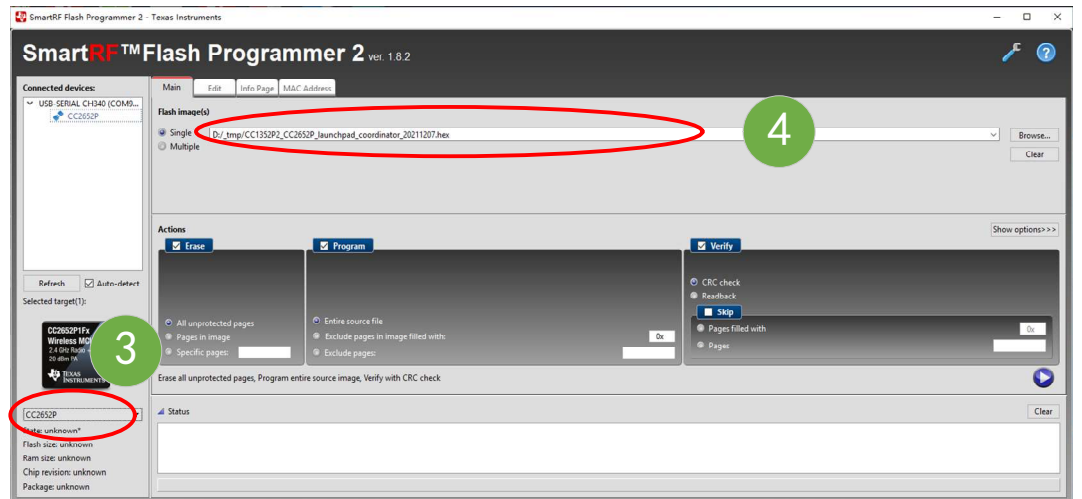 SmartRF Flash Programmer 2 - Texas Instruments
SmartRF™Flash Programmer 2 ver. 1.8.2
Connected devices:
USB-SERIAL CH340 (COM9...
CC2652P
Refresh
Auto-detect
Selected target(1):
CC2652P1Fx
Wireless MC
2.4 GHz Radio +
20 dBm PA
TEXAS
INSTRUMENTS
3
CC2652P
State: unknown*
Flash size: unknown
Ram size: unknown
Chip revision: unknown
Package: unknown
Main Edit Info Page MAC Address
Flash image(s)
Single D:/_tmp/CC1352P2_CC2652P_launchpad_coordinator_20211207.hex Browse...
Multiple Clear
4
Actions Show options>>>
Erase
All unprotected pages
Pages in image
Specific pages:
Program
Entire source file
Exclude pages in image filled with: 0x
Exclude pages:
Verify
CRC check
Readback
Skip
Pages filled with 0x
Pages
Erase all unprotected pages, Program entire source image, Verify with CRC check
Status Clear